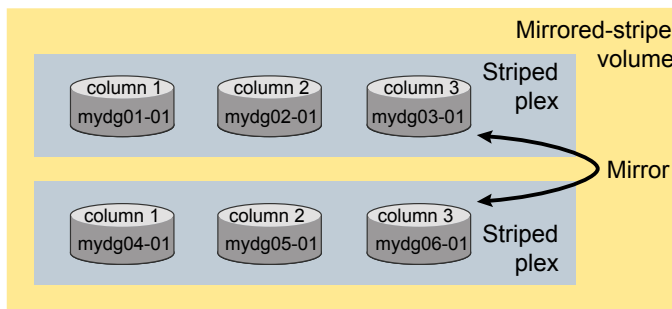 Mirrored-stripe
volume
column 1
column 2
column 3
Striped
plex
mydg01-01
mydg02-01
mydg03-01
Mirror
column 1
column 2
column 3
mydg04-01
mydg05-01
mydg06-01
Striped
plex